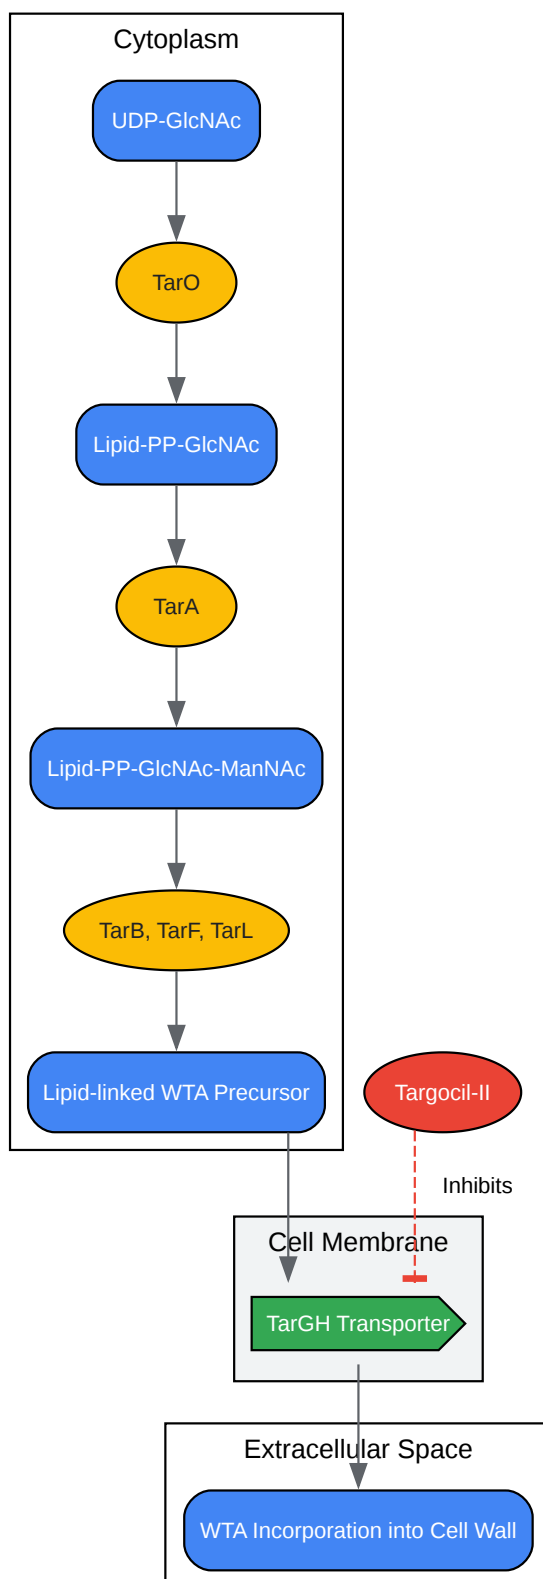 Cytoplasm
UDP-GlcNAc
TarO
Lipid-PP-GlcNAc
TarA
Lipid-PP-GlcNAc-ManNAc
TarB, TarF, TarL
Lipid-linked WTA Precursor
Targocil-II
Inhibits
Cell Membrane
TarGH Transporter
Extracellular Space
WTA Incorporation into Cell Wall